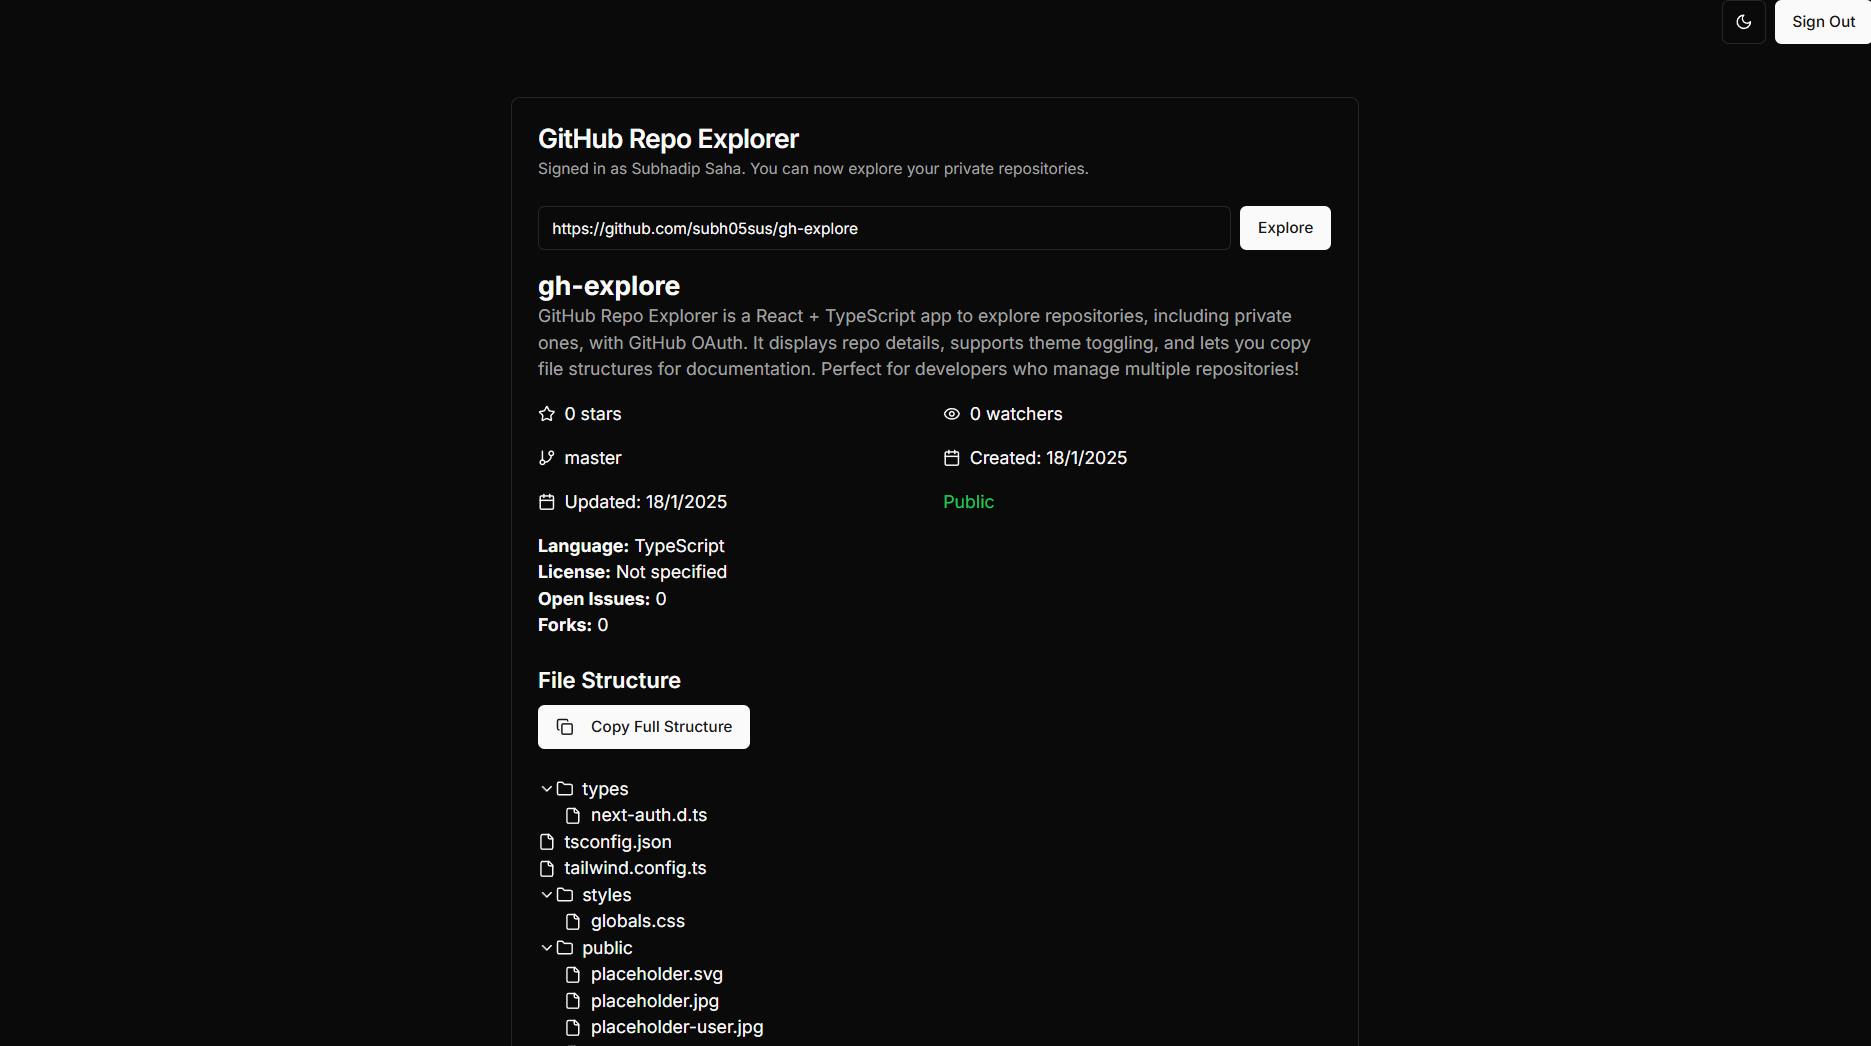 Sign Out
GitHub Repo Explorer
Signed in as Subhadip Saha. You can now explore your private repositories.
https://github.com/subh05sus/gh-explore
Explore
gh-explore
GitHub Repo Explorer is a React + TypeScript app to explore repositories, including private
ones, with GitHub OAuth. It displays repo details, supports theme toggling, and lets you copy
file structures for documentation. Perfect for developers who manage multiple repositories!
0 stars
0 watchers
master
Created: 18/1/2025
Updated: 18/1/2025
Public
Language: TypeScript
License: Not specified
Open Issues: 0
Forks: 0
File Structure
Copy Full Structure
types
next-auth.d.ts
tsconfig.json
tailwind.config.ts
styles
globals.css
public
placeholder.svg
placeholder.jpg
placeholder-user.jpg